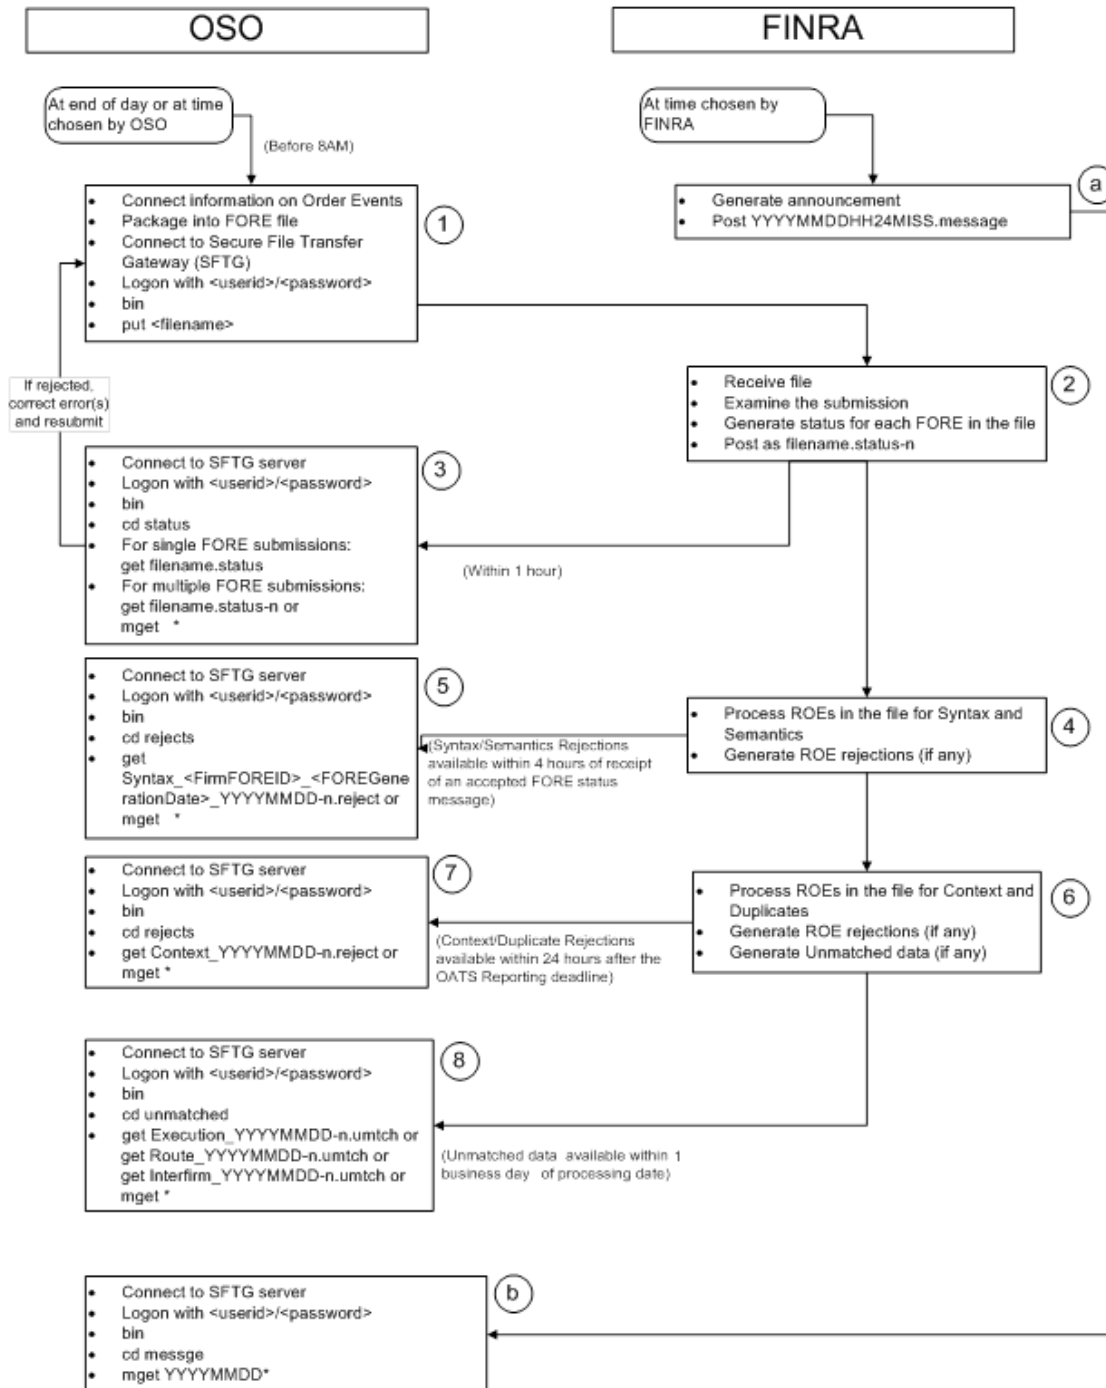 OSO
FINRA
At end of day or at time
chosen by OSO
(Before 8AM)
At time chosen by
FINRA
a
• Generate announcement
• Post YYYYMMDDHH24MISS.message
1
• Connect information on Order Events
• Package into FORE file
• Connect to Secure File Transfer
Gateway (SFTG)
• Logon with <userid>/<password>
• bin
• put <filename>
If rejected,
correct error(s)
and resubmit
2
• Receive file
• Examine the submission
• Generate status for each FORE in the file
• Post as filename.status-n
3
• Connect to SFTG server
• Logon with <userid>/<password>
• bin
• cd status
• For single FORE submissions:
get filename.status
• For multiple FORE submissions:
get filename.status-n or
mget *
(Within 1 hour)
5
• Connect to SFTG server
• Logon with <userid>/<password>
• bin
• cd rejects
• get
Syntax_<FirmFOREID>_<FOREGene
rationDate>_YYYYMMDD-n.reject or
mget *
(Syntax/Semantics Rejections
available within 4 hours of receipt
of an accepted FORE status
message)
4
• Process ROEs in the file for Syntax and
Semantics
• Generate ROE rejections (if any)
7
• Connect to SFTG server
• Logon with <userid>/<password>
• bin
• cd rejects
• get Context_YYYYMMDD-n.reject or
mget *
(Context/Duplicate Rejections
available within 24 hours after the
OATS Reporting deadline)
6
• Process ROEs in the file for Context and
Duplicates
• Generate ROE rejections (if any)
• Generate Unmatched data (if any)
8
• Connect to SFTG server
• Logon with <userid>/<password>
• bin
• cd unmatched
• get Execution_YYYYMMDD-n.umtch or
get Route_YYYYMMDD-n.umtch or
get Interfirm_YYYYMMDD-n.umtch or
mget *
(Unmatched data available within 1
business day of processing date)
b
• Connect to SFTG server
• Logon with <userid>/<password>
• bin
• cd messge
• mget YYYYMMDD*